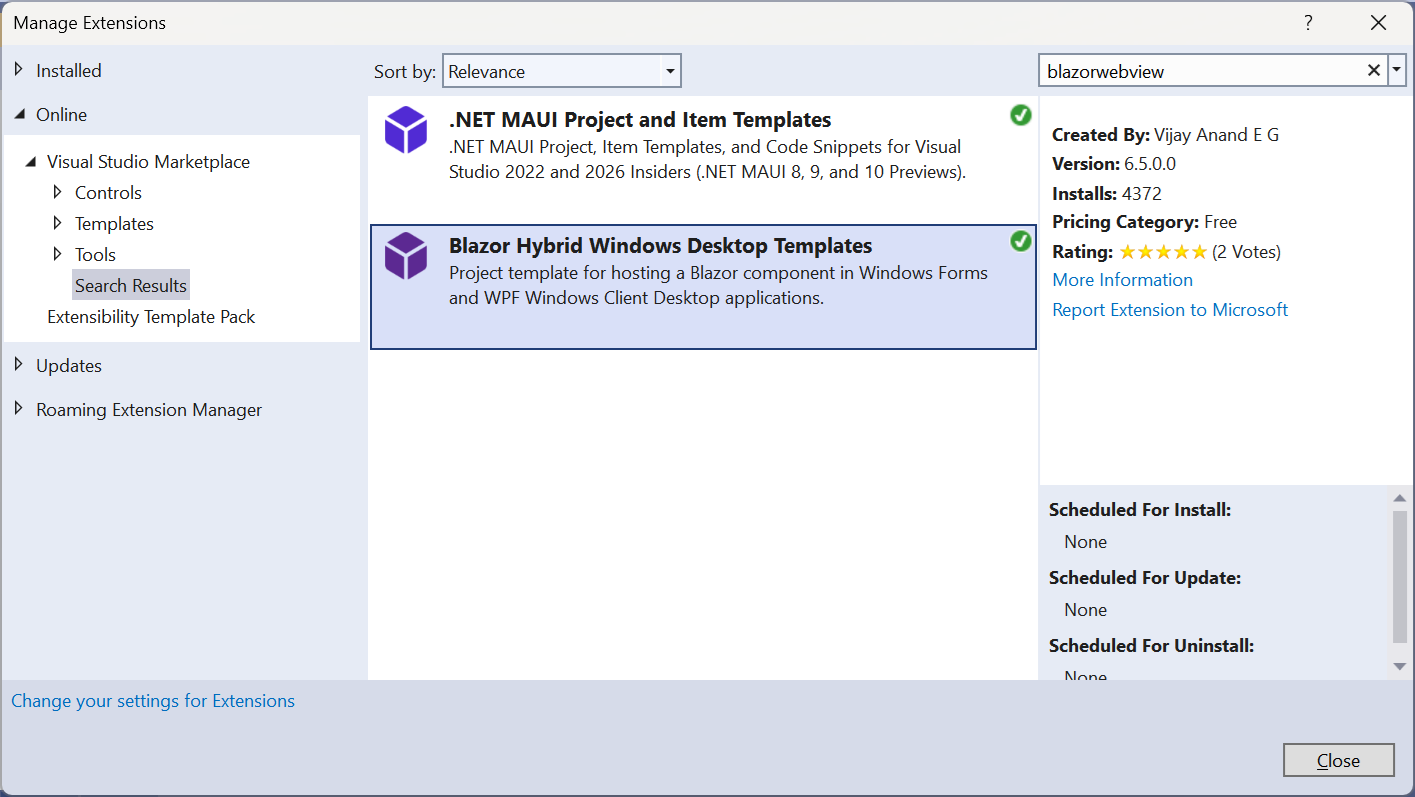 Manage Extensions
?
Installed
Online
Visual Studio Marketplace
Controls
Templates
Tools
Search Results
Extensibility Template Pack
Updates
Roaming Extension Manager
Sort by: Relevance
.NET MAUI Project and Item Templates
.NET MAUI Project, Item Templates, and Code Snippets for Visual
Studio 2022 and 2026 Insiders (.NET MAUI 8, 9, and 10 Previews).
Blazor Hybrid Windows Desktop Templates
Project template for hosting a Blazor component in Windows Forms
and WPF Windows Client Desktop applications.
blazorwebview
Created By: Vijay Anand E G
Version: 6.5.0.0
Installs: 4372
Pricing Category: Free
Rating: (2 Votes)
More Information
Report Extension to Microsoft
Scheduled For Install:
None
Scheduled For Update:
None
Scheduled For Uninstall:
None
Change your settings for Extensions
Close